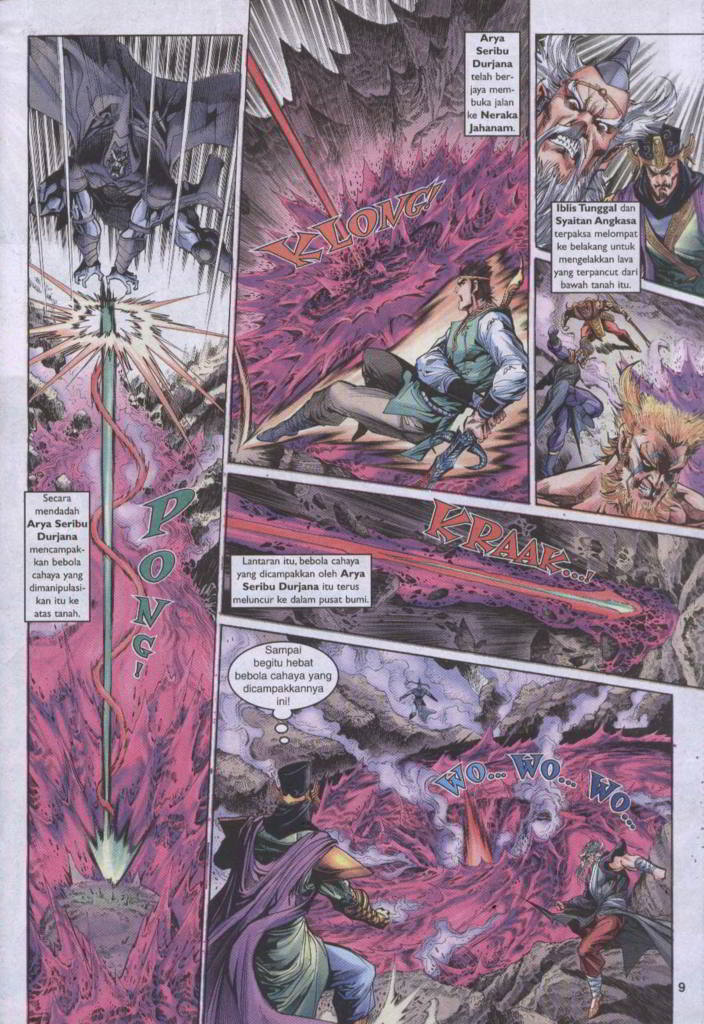 Secara
mendadah
Arya Seribu
Durjana
mencampak-
kan bebola
cahaya yang
dimanipulasi-
kan itu ke
atas tanah.
PONG!
Arya
Seribu
Durjana
telah ber-
jaya mem-
buka jalan
ke Neraka
Jahanam.
KLONG!
Iblis Tunggal dan
Syaitan Angkasa
terpaksa melompat
ke belakang untuk
mengelakkan lava
yang terpancut dari
bawah tanah itu.
KRAAK...!
Lantaran itu, bebola cahaya
yang dicampakkan oleh Arya
Seribu Durjana itu terus
meluncur ke dalam pusat bumi.
Sampai
begitu hebat
bebola cahaya yang
dicampakkannya
ini!
WO... WO... WO...
9